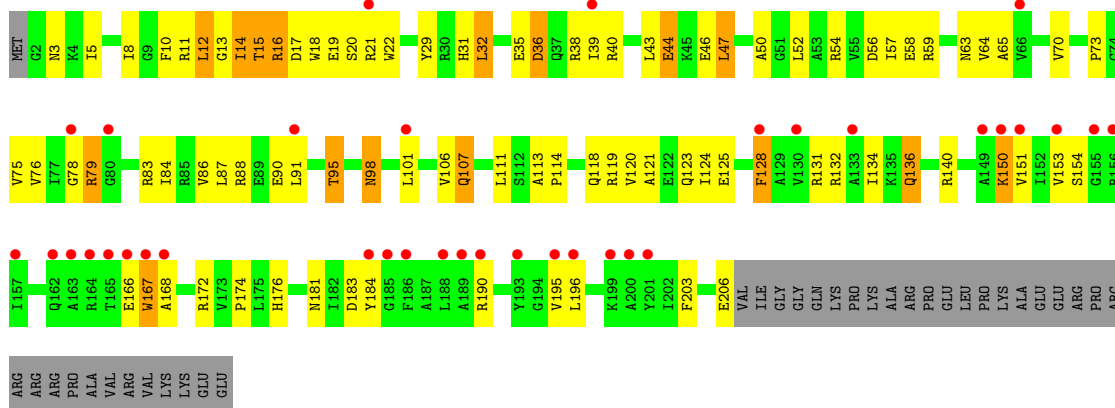 MET G2 N3 K4 I5 I8 G9 F10 R11 L12 G13 I14 T15 R16 D17 W18 E19 S20 R21 W22 Y29 R30 H31 L32 E35 D36 Q37 R38 I39 R40 L43 E44 K45 E46 L47 A50 G51 L52 A53 R54 V55 D56 I57 E58 R59 N63 V64 A65 V66 V70 P73 G74
V75 V76 I77 G78 R79 G80 R83 I84 R85 V86 L87 R88 E89 E90 L91 T95 N98 L101 V106 Q107 L111 S112 A113 P114 Q118 R119 V120 A121 E122 Q123 I124 E125 F128 A129 V130 R131 R132 A133 I134 K135 Q136 R140 A149 K150 V151 I152 V153 S154 G155 R156
I157 Q162 A163 R164 T165 E166 W167 A168 R172 V173 P174 L175 H176 N181 I182 D183 Y184 G185 F186 A187 L188 A189 R190 Y193 G194 V195 L196 K199 A200 Y201 I202 F203 E206 VAL ILE GLY GLY GLN LYS PRO LYS ALA ARG PRO GLU LEU PRO LYS ALA GLU GLU ARG PRO ARG
ARG ARG ARG PRO ALA VAL ARG VAL LYS LYS GLU GLU